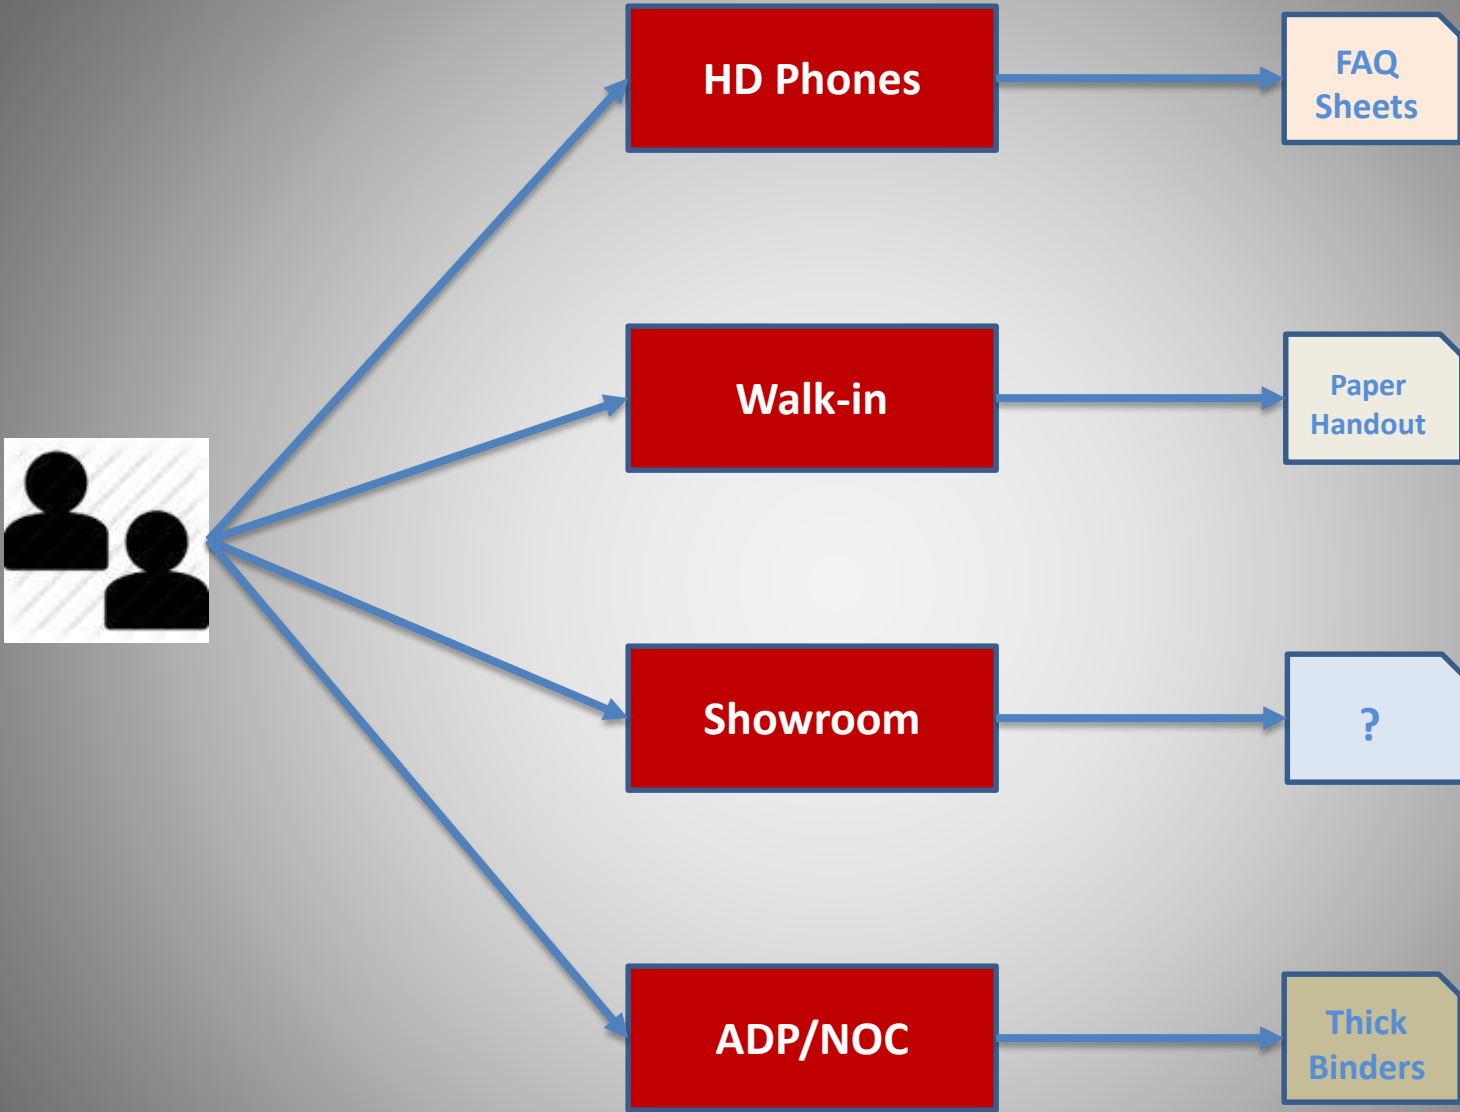 HD Phones
FAQ
Sheets
Walk-in
Paper
Handout
Showroom
?
ADP/NOC
Thick
Binders